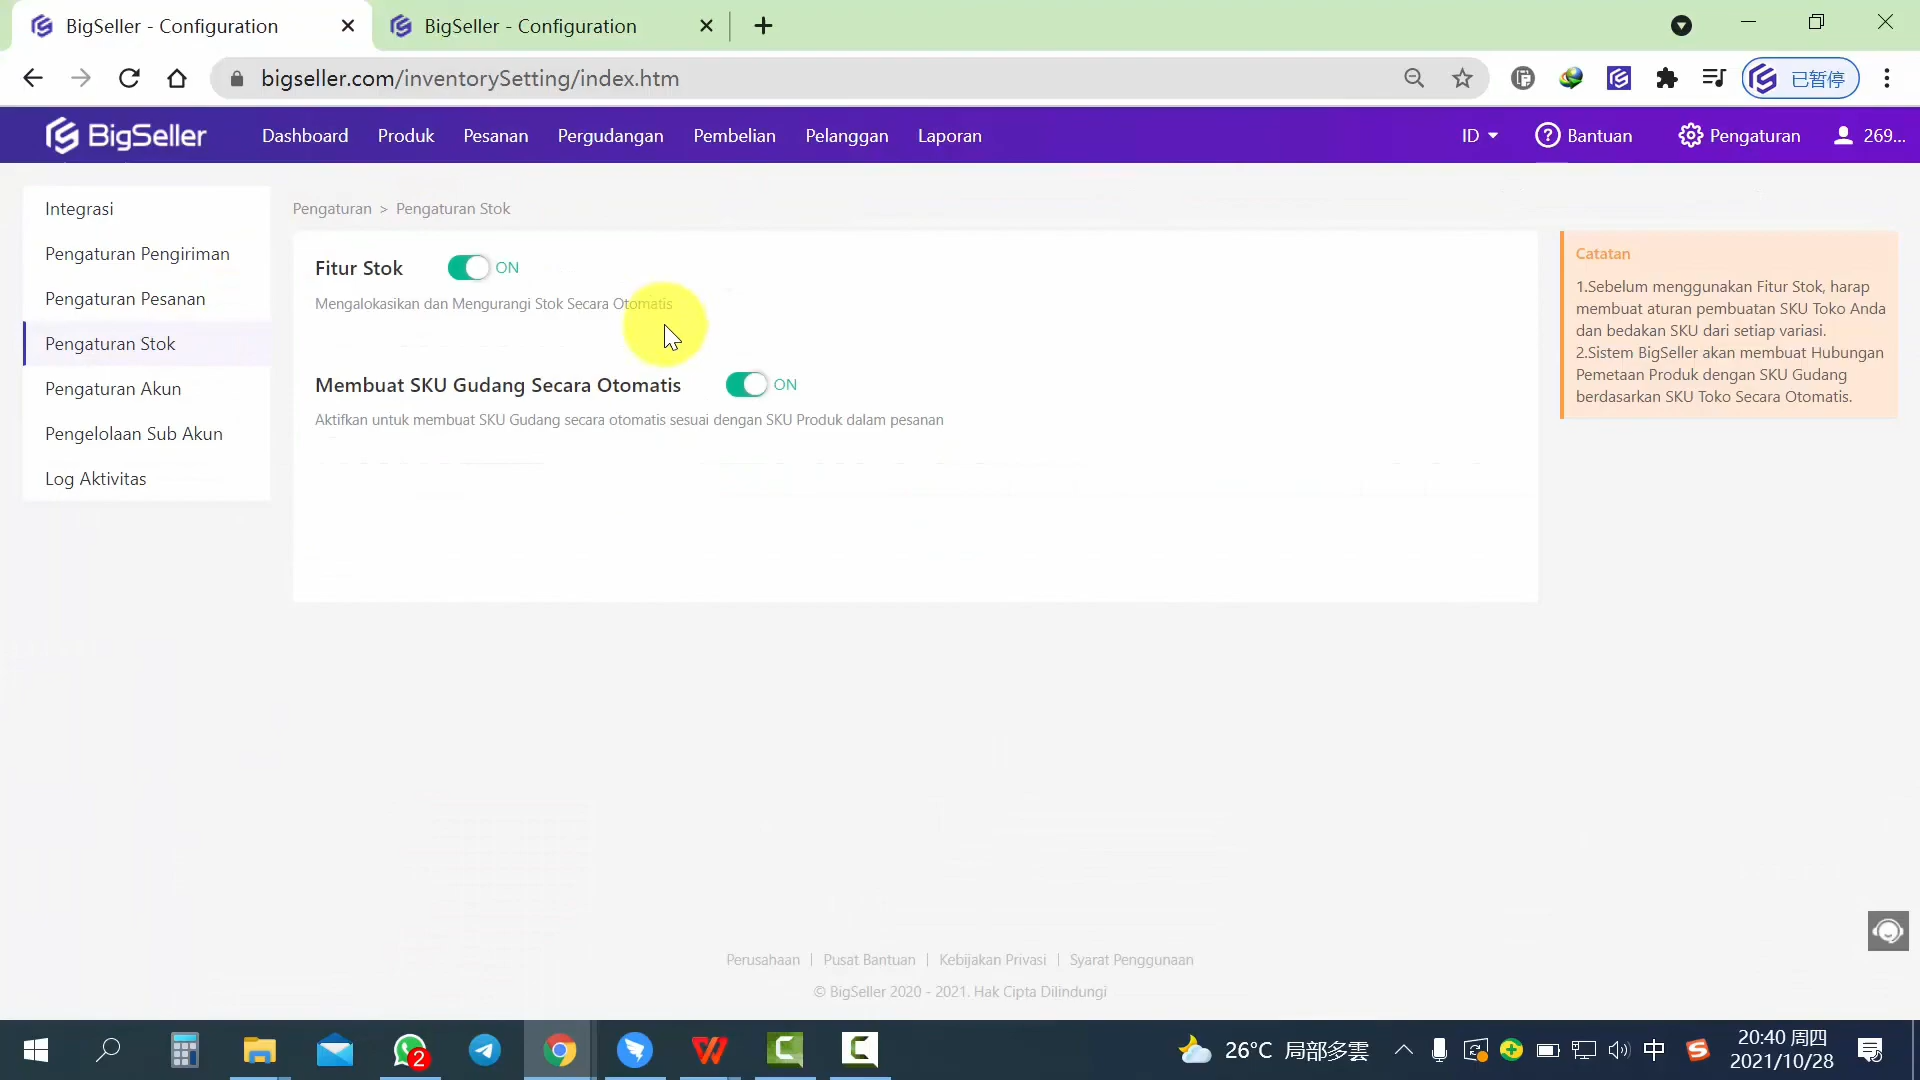 BigSeller - Configuration
BigSeller - Configuration
bigseller.com/inventorySetting/index.htm
已暂停
BigSeller
Dashboard
Produk
Pesanan
Pergudangan
Pembelian
Pelanggan
Laporan
ID
Bantuan
Pengaturan
269...
Integrasi
Pengaturan Pengiriman
Pengaturan Pesanan
Pengaturan Stok
Pengaturan Akun
Pengelolaan Sub Akun
Log Aktivitas
Pengaturan > Pengaturan Stok
Fitur Stok ON
Mengalokasikan dan Mengurangi Stok Secara Otomatis
Membuat SKU Gudang Secara Otomatis ON
Aktifkan untuk membuat SKU Gudang secara otomatis sesuai dengan SKU Produk dalam pesanan
Catatan
1.Sebelum menggunakan Fitur Stok, harap
membuat aturan pembuatan SKU Toko Anda
dan bedakan SKU dari setiap variasi.
2.Sistem BigSeller akan membuat Hubungan
Pemetaan Produk dengan SKU Gudang
berdasarkan SKU Toko Secara Otomatis.
Perusahaan | Pusat Bantuan | Kebijakan Privasi | Syarat Penggunaan
© BigSeller 2020 - 2021. Hak Cipta Dilindungi
2
26°C 局部多雲
中
20:40 周四
2021/10/28